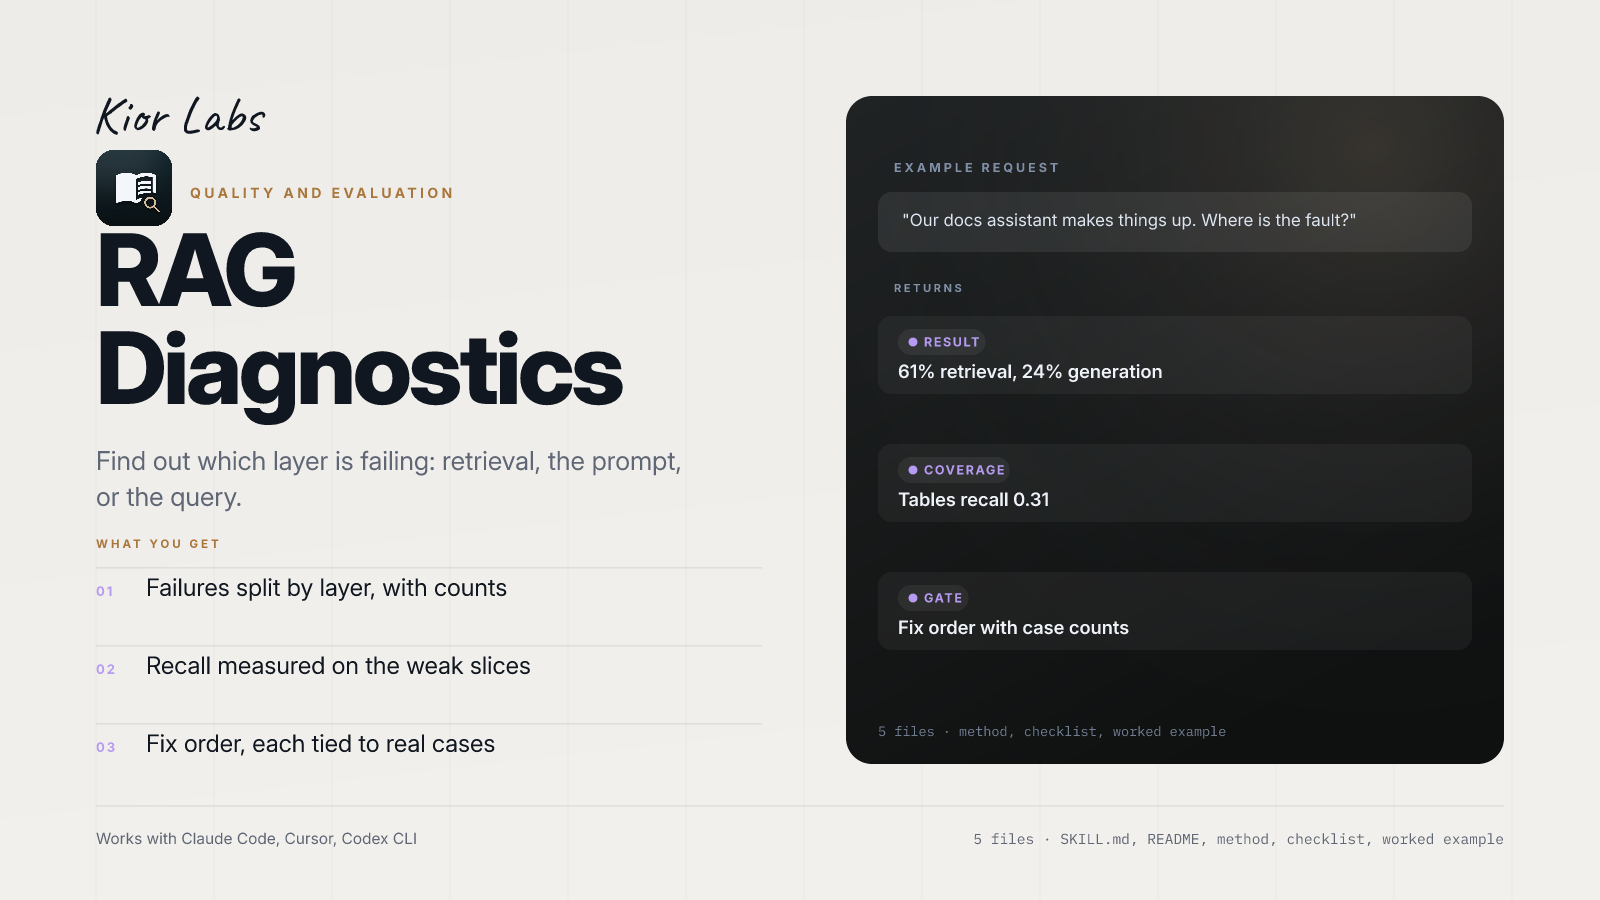 Kior Labs
QUALITY AND EVALUATION
RAG
Diagnostics
Find out which layer is failing: retrieval, the prompt,
or the query.
WHAT YOU GET
01 Failures split by layer, with counts
02 Recall measured on the weak slices
03 Fix order, each tied to real cases
EXAMPLE REQUEST
"Our docs assistant makes things up. Where is the fault?"
RETURNS
RESULT
61% retrieval, 24% generation
COVERAGE
Tables recall 0.31
GATE
Fix order with case counts
5 files · method, checklist, worked example
Works with Claude Code, Cursor, Codex CLI
5 files · SKILL.md, README, method, checklist, worked example